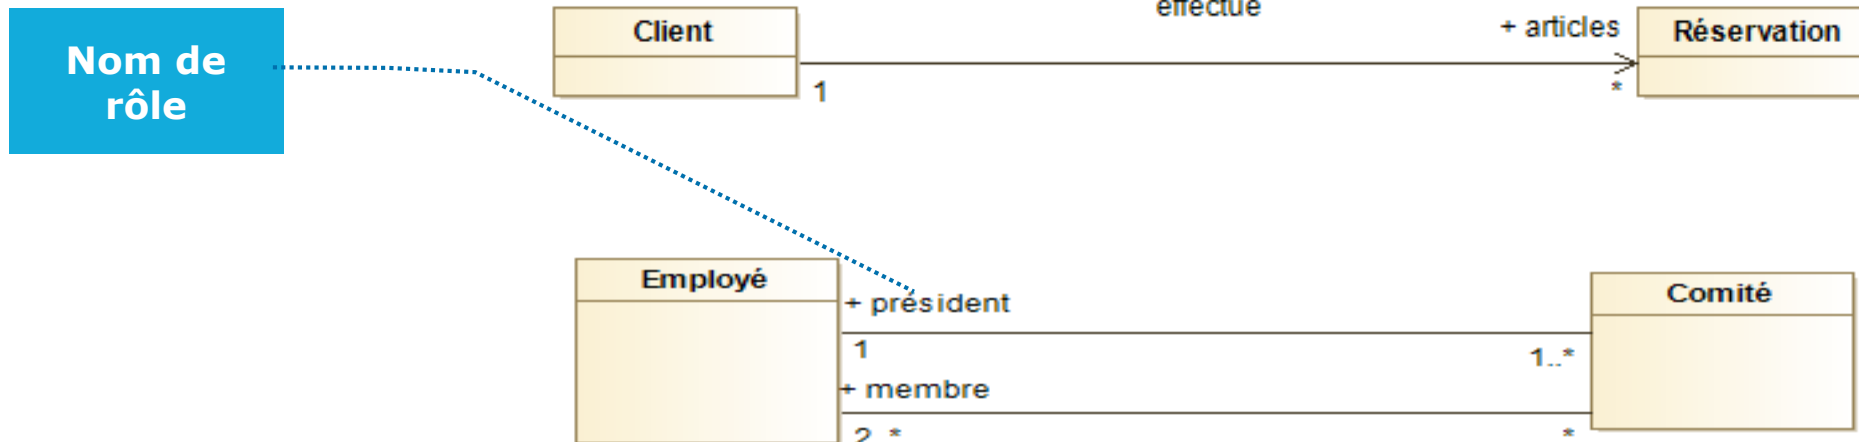 Nom de
rôle
effectue
Client
+ articles
Réservation
1
*
Employé
+ président
Comité
1
1..*
+ membre
2..*
*